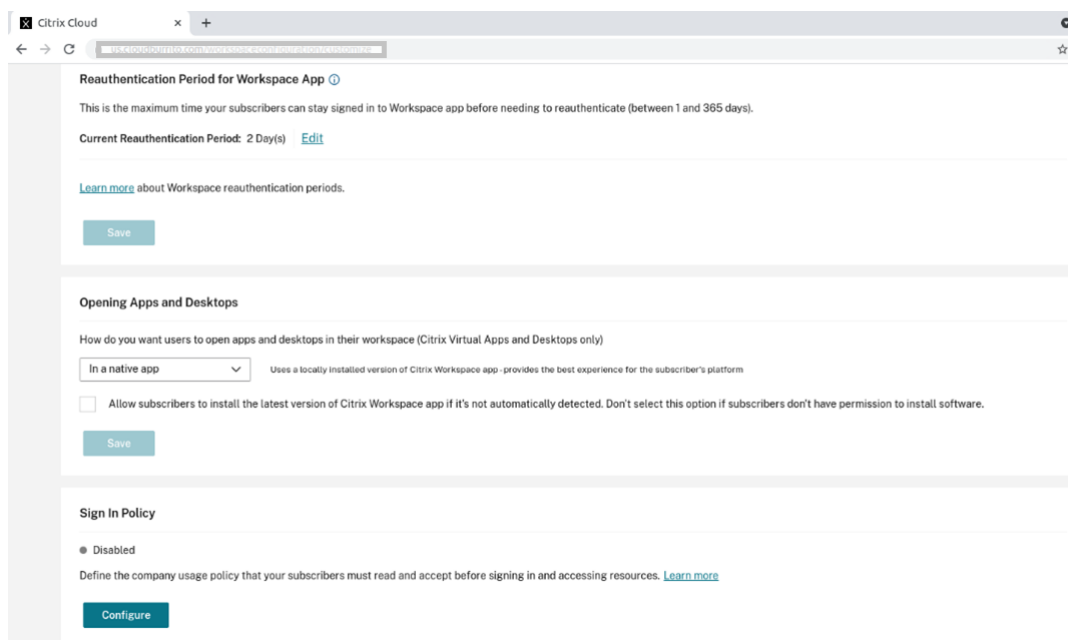 Citrix Cloud
us.cloudburrito.com/workspaceconfiguration/customize
Reauthentication Period for Workspace App
This is the maximum time your subscribers can stay signed in to Workspace app before needing to reauthenticate (between 1 and 365 days).
Current Reauthentication Period: 2 Day(s) Edit
Learn more about Workspace reauthentication periods.
Save
Opening Apps and Desktops
How do you want users to open apps and desktops in their workspace (Citrix Virtual Apps and Desktops only)
In a native app Uses a locally installed version of Citrix Workspace app - provides the best experience for the subscriber's platform
Allow subscribers to install the latest version of Citrix Workspace app if it's not automatically detected. Don't select this option if subscribers don't have permission to install software.
Save
Sign In Policy
Disabled
Define the company usage policy that your subscribers must read and accept before signing in and accessing resources. Learn more
Configure